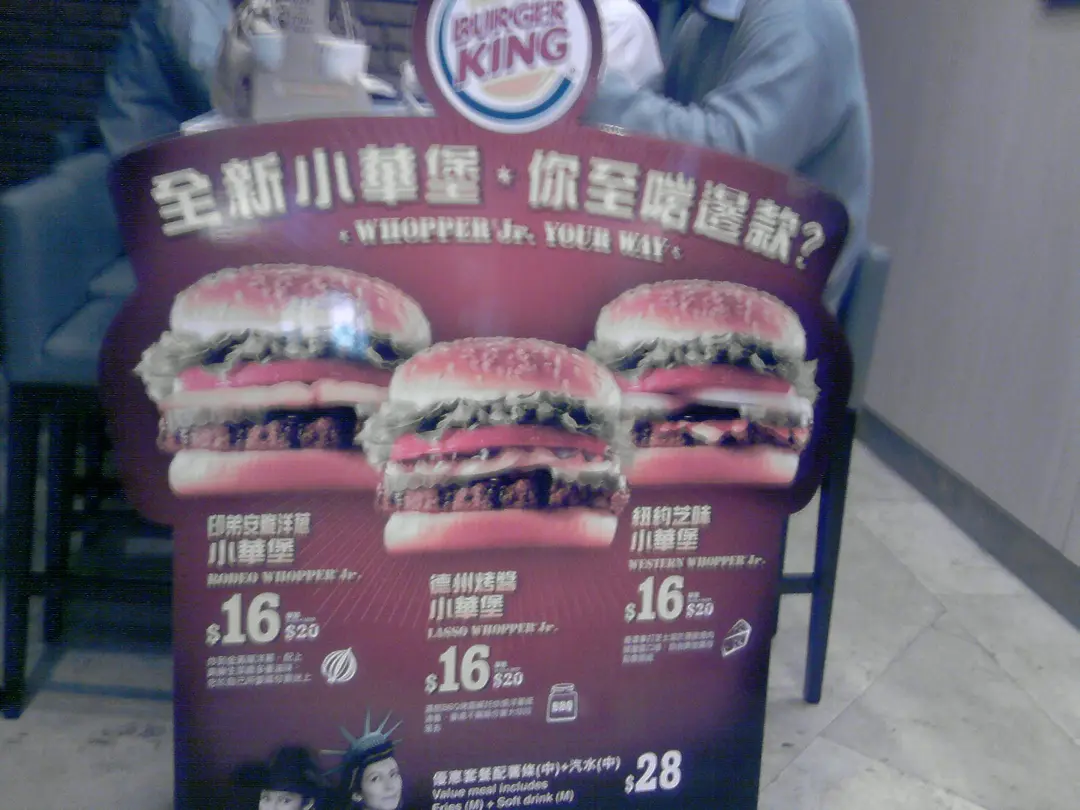 BURGER
KING
全新小華堡・你至啱邊款?
WHOPPER Jr. YOUR WAY
印第安脆洋蔥
小華堡
RODEO WHOPPER Jr.
$16 $20
德州烤醬
小華堡
LASSO WHOPPER Jr.
$16 $20
BBQ
紐約芝味
小華堡
WESTERN WHOPPER Jr.
$16 $20
優惠套餐配薯條(中)+汽水(中)
Value meal includes
Fries (M) + Soft drink (M)
$28